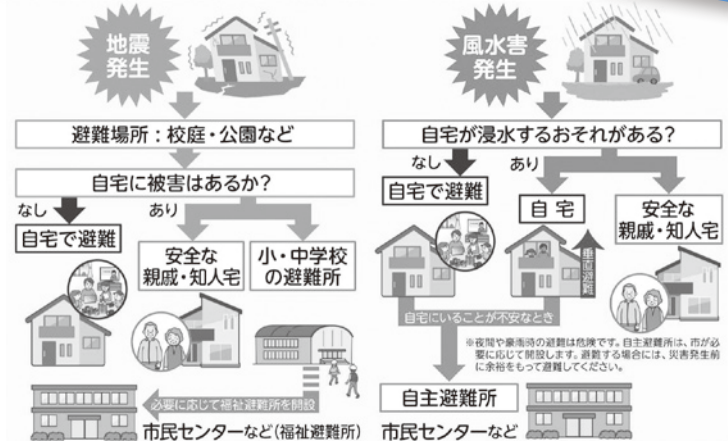 地震
発生
避難場所：校庭・公園など
自宅に被害はあるか？
なし
あり
自宅で避難
安全な
親戚・知人宅
小・中学校
の避難所
必要に応じて福祉避難所を開設
市民センターなど（福祉避難所）
風水害
発生
自宅が浸水するおそれがある？
なし
あり
自宅で避難
自宅
安全な
親戚・知人宅
垂直避難
自宅にいることが不安なとき
※夜間や豪雨時の避難は危険です。自主避難所は、市が必
要に応じて開設します。避難する場合には、災害発生前
に余裕をもって避難してください。
自主避難所
市民センターなど